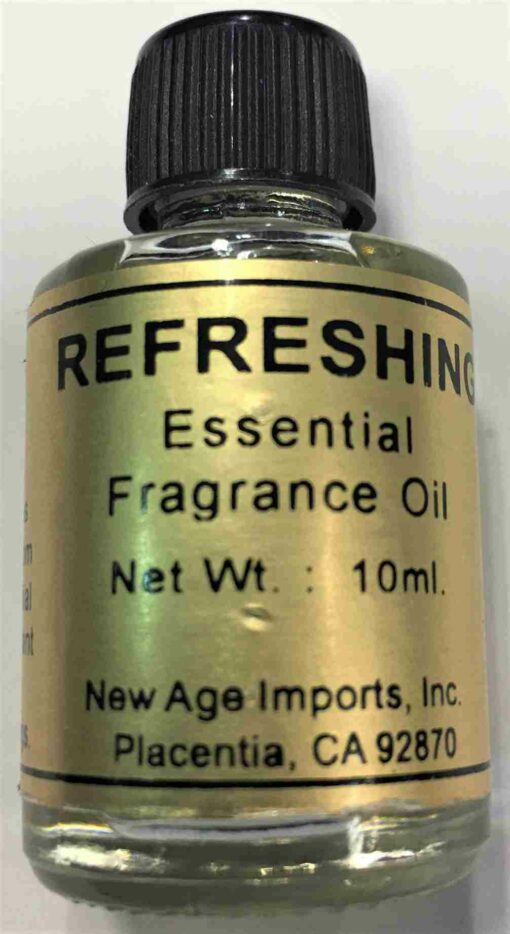 REFRESHING
Essential
Fragrance Oil
Net Wt. : 10ml.
New Age Imports, Inc.
Placentia, CA 92870